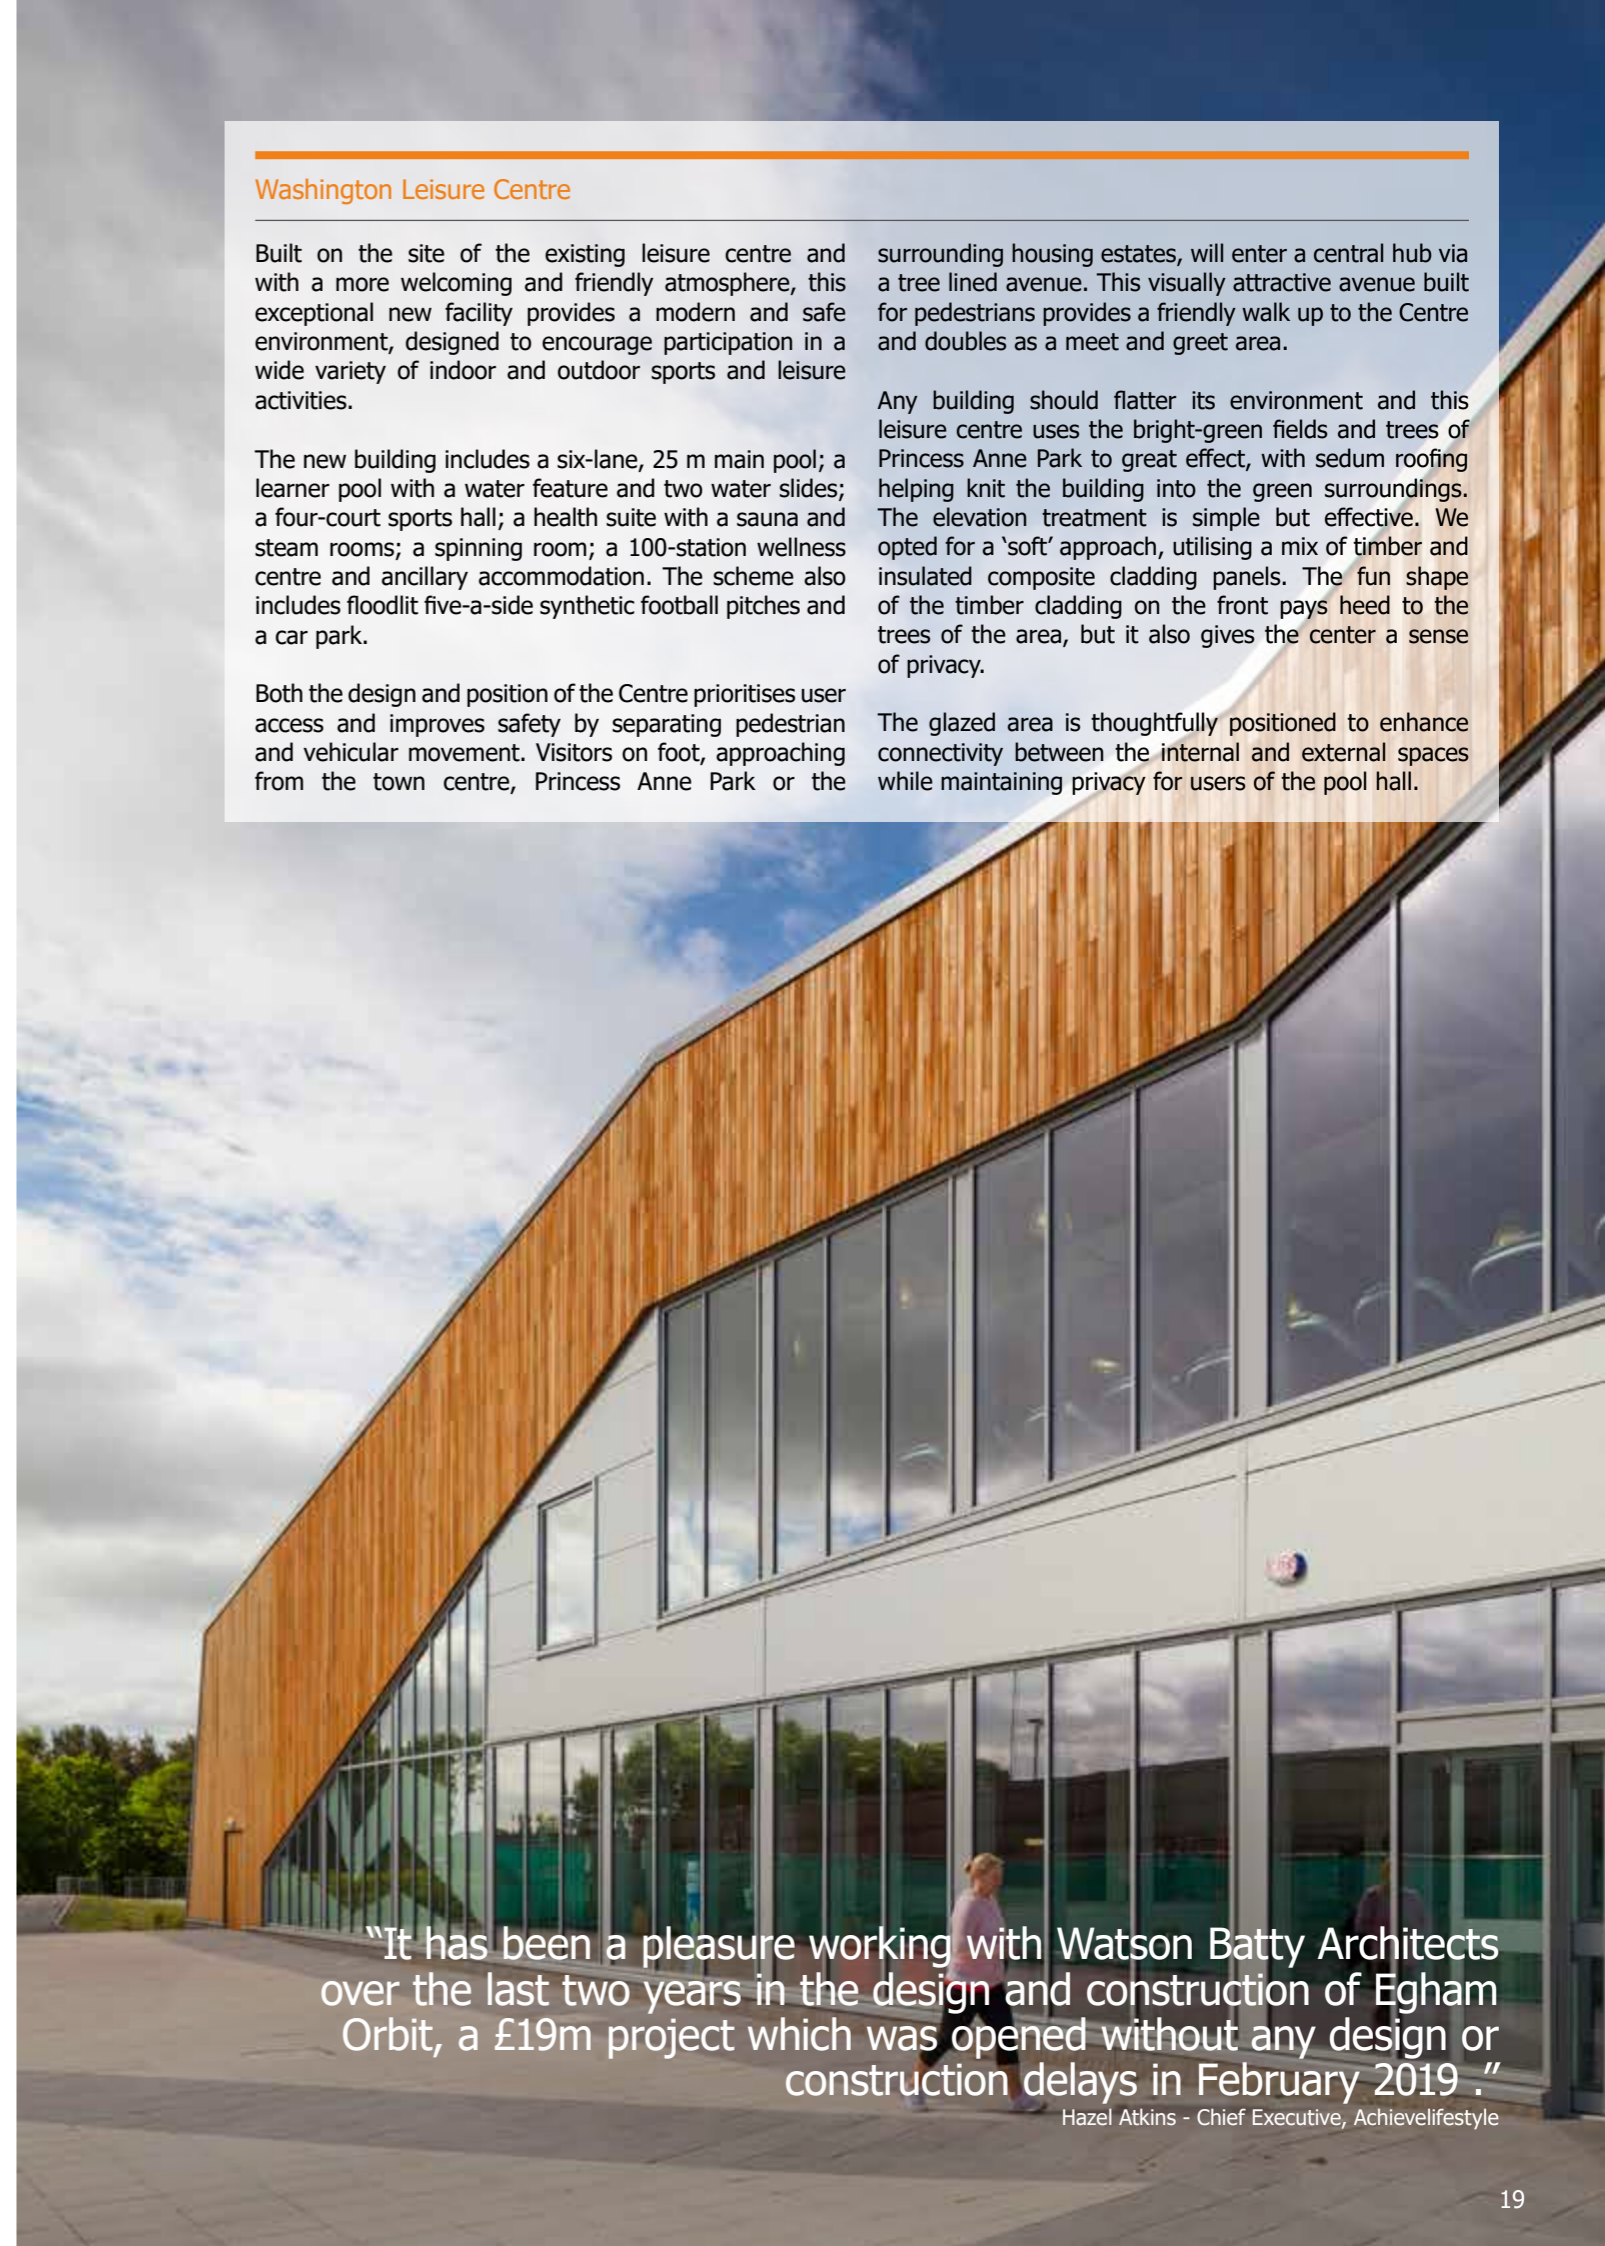 Washington Leisure Centre
Built on the site of the existing leisure centre and
with a more welcoming and friendly atmosphere, this
exceptional new facility provides a modern and safe
environment, designed to encourage participation in a
wide variety of indoor and outdoor sports and leisure
activities.
The new building includes a six-lane, 25 m main pool; a
learner pool with a water feature and two water slides;
a four-court sports hall; a health suite with a sauna and
steam rooms; a spinning room; a 100-station wellness
centre and ancillary accommodation. The scheme also
includes floodlit five-a-side synthetic football pitches and
a car park.
Both the design and position of the Centre prioritises user
access and improves safety by separating pedestrian
and vehicular movement. Visitors on foot, approaching
from the town centre, Princess Anne Park or the
surrounding housing estates, will enter a central hub via
a tree lined avenue. This visually attractive avenue built
for pedestrians provides a friendly walk up to the Centre
and doubles as a meet and greet area.
Any building should flatter its environment and this
leisure centre uses the bright-green fields and trees of
Princess Anne Park to great effect, with sedum roofing
helping knit the building into the green surroundings.
The elevation treatment is simple but effective. We
opted for a ‘soft’ approach, utilising a mix of timber and
insulated composite cladding panels. The fun shape
of the timber cladding on the front pays heed to the
trees of the area, but it also gives the center a sense
of privacy.
The glazed area is thoughtfully positioned to enhance
connectivity between the internal and external spaces
while maintaining privacy for users of the pool hall.
“It has been a pleasure working with Watson Batty Architects
over the last two years in the design and construction of Egham
Orbit, a £19m project which was opened without any design or
construction delays in February 2019 .”
Hazel Atkins - Chief Executive, Achievelifestyle
19